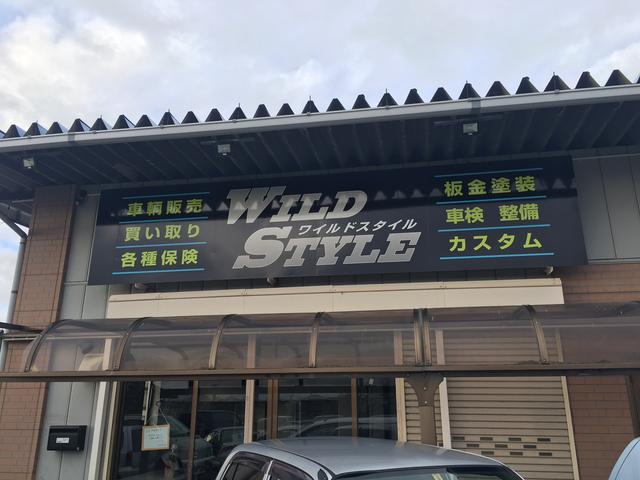 車輌販売
買い取り
各種保険
WILD
ワイルドスタイル
STYLE
板金塗装
車検 整備
カスタム